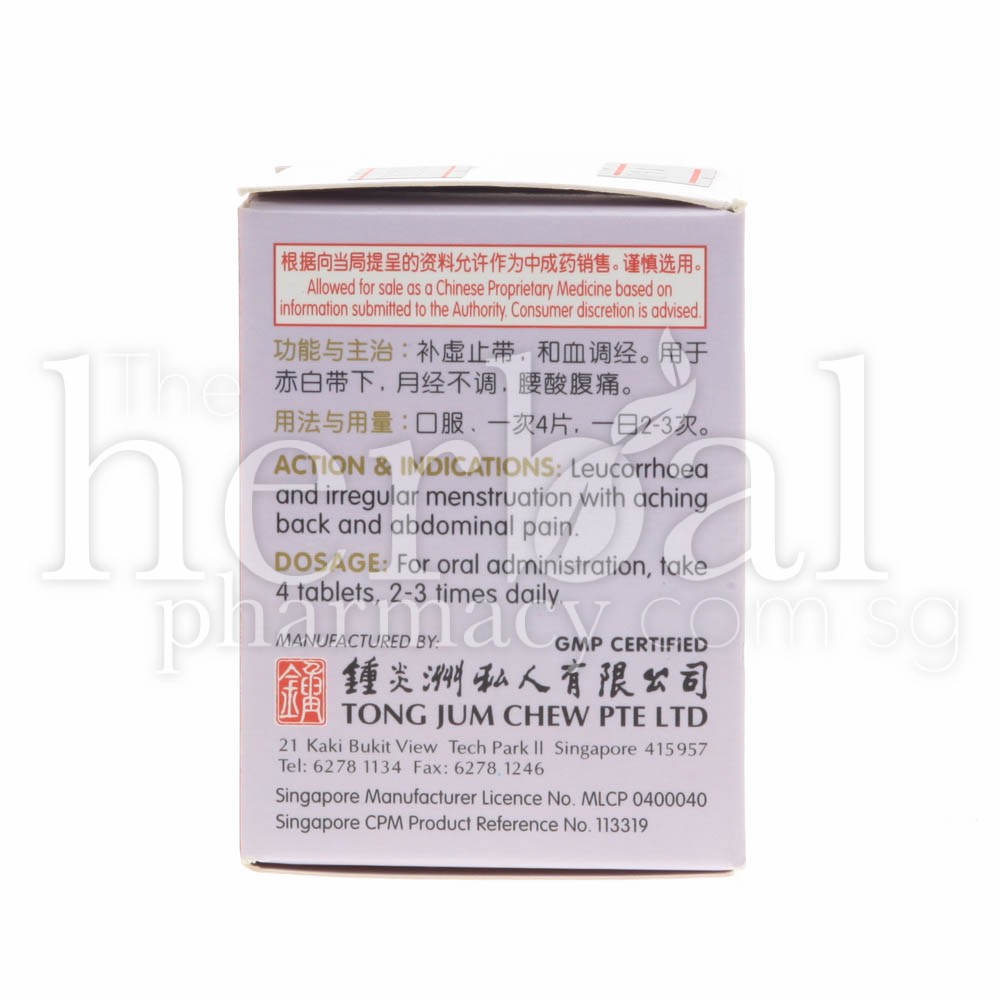 根据向当局提呈的资料允许作为中成药销售。谨慎选用。
Allowed for sale as a Chinese Proprietary Medicine based on
information submitted to the Authority. Consumer discretion is advised.
功能与主治：补虚止带，和血调经。用于
赤白带下，月经不调，腰酸腹痛。
用法与用量：口服、一次4片，一日2-3次。
ACTION & INDICATIONS: Leucorrhoea
and irregular menstruation with aching
back and abdominal pain.
DOSAGE: For oral administration, take
4 tablets, 2-3 times daily.
MANUFACTURED BY: GMP CERTIFIED
鍾炎洲私人有限公司
TONG JUM CHEW PTE LTD
21 Kaki Bukit View Tech Park II Singapore 415957
Tel: 6278 1134 Fax: 6278 1246
Singapore Manufacturer Licence No. MLCP 0400040
Singapore CPM Product Reference No. 113319
The
herbal
pharmacy.com.sg